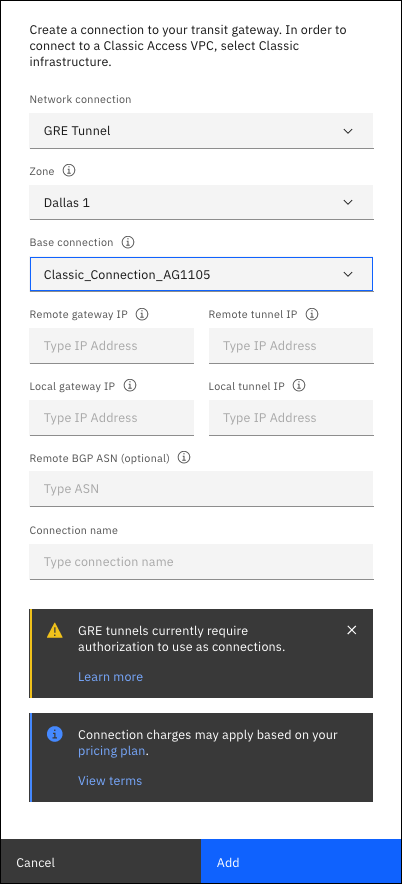 Create a connection to your transit gateway. In order to
connect to a Classic Access VPC, select Classic
infrastructure.
Network connection
GRE Tunnel
Zone
Dallas 1
Base connection
Classic_Connection_AG1105
Remote gateway IP
Remote tunnel IP
Type IP Address
Type IP Address
Local gateway IP
Local tunnel IP
Type IP Address
Type IP Address
Remote BGP ASN (optional)
Type ASN
Connection name
Type connection name
GRE tunnels currently require
authorization to use as connections.
Learn more
Connection charges may apply based on your
pricing plan.
View terms
Cancel
Add